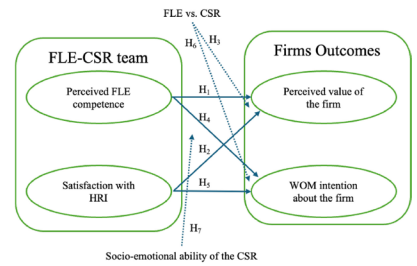 FLE vs. CSR
FLE-CSR team
Firms Outcomes
H6
H3
Perceived FLE
competence
H1
Perceived value of
the firm
H4
H2
Satisfaction with
HRI
H5
WOM intention
about the firm
H7
Socio-emotional ability of the CSR